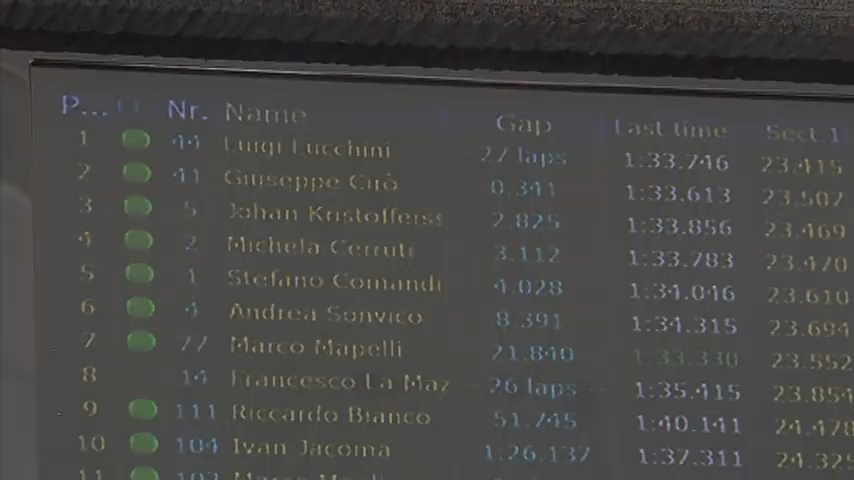 P... Nr. Name Gap Last time Sect.1
1 44 Luigi Lucchini 27 laps 1:33.746 23.415
2 41 Giuseppe Cirò 0.341 1:33.613 23.507
3 5 Johan Kristofferss 2.825 1:33.856 23.469
4 2 Michela Cerruti 3.112 1:33.783 23.470
5 1 Stefano Comandi 4.028 1:34.046 23.610
6 4 Andrea Sonvico 8.391 1:34.315 23.694
7 77 Marco Mapelli 21.840 1:33.330 23.552
8 14 Francesco La Maz 26 laps 1:35.415 23.854
9 111 Riccardo Bianco 51.745 1:40.141 24.478
10 104 Ivan Jacoma 1:26.137 1:37.311 24.325
11